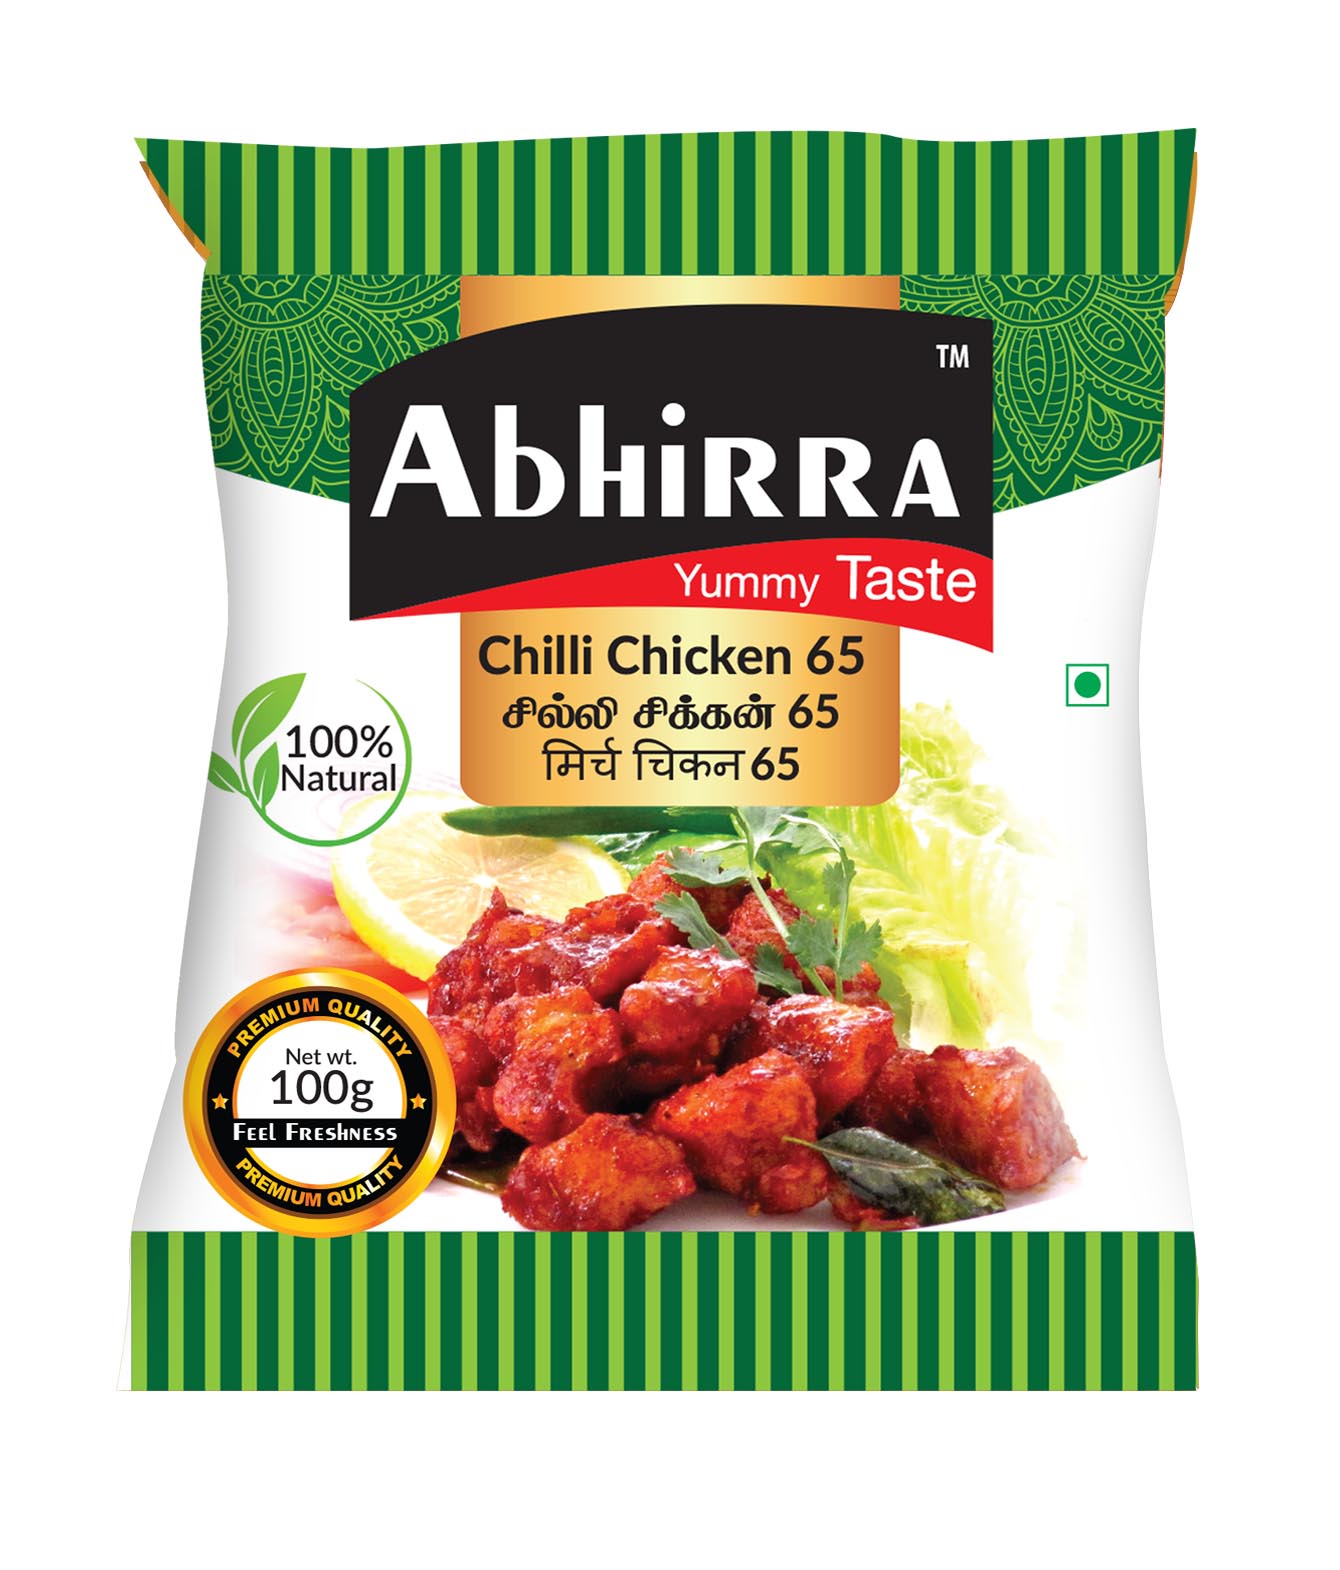 TM
Abhirra
Yummy Taste
Chilli Chicken 65
சில்லி சிக்கன் 65
मिर्च चिकन 65
100%
Natural
PREMIUM QUALITY
Net wt.
100g
Feel Freshness
PREMIUM QUALITY